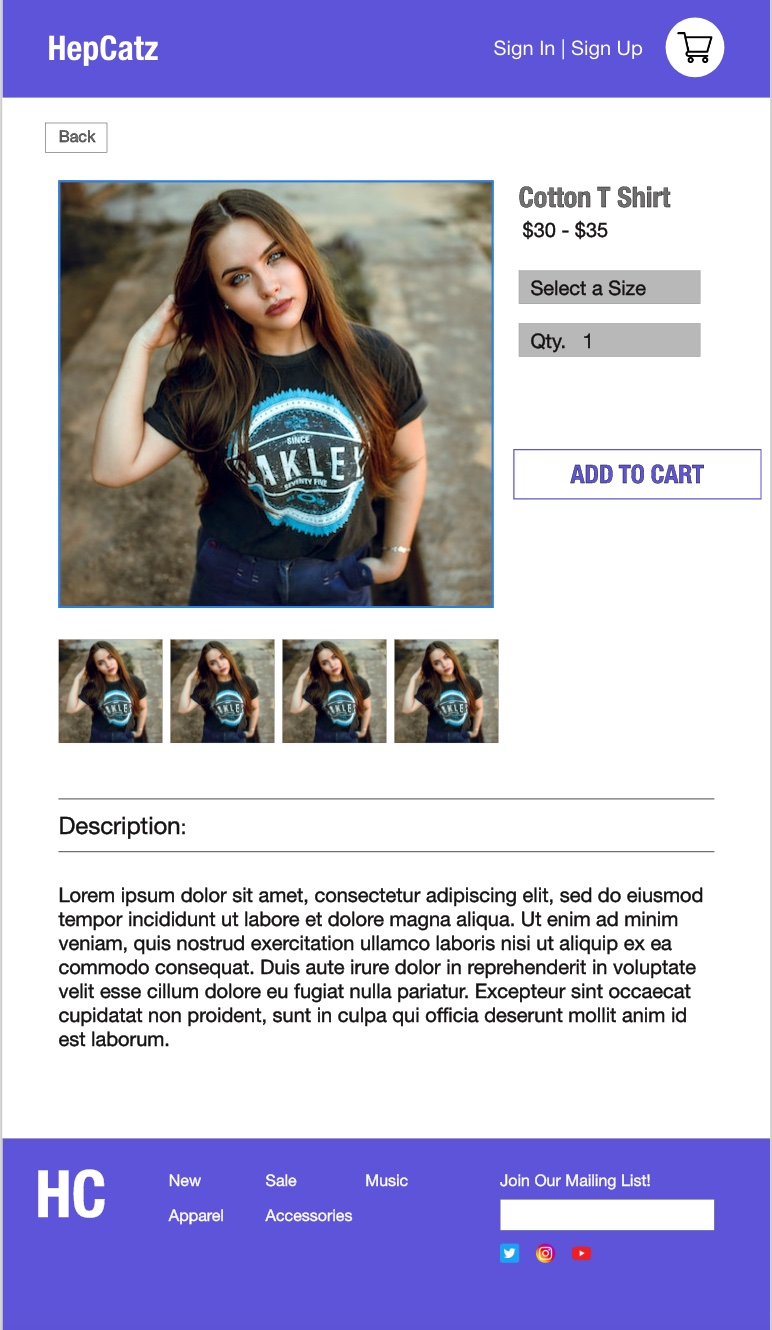 HepCatz
Sign In | Sign Up
Back
Cotton T Shirt
$30 - $35
Select a Size
Qty. 1
ADD TO CART
SINCE
OAKLEY
SEVENTY FIVE
AKLE
AKLE
AKLE
AKLE
Description:
Lorem ipsum dolor sit amet, consectetur adipiscing elit, sed do eiusmod
tempor incididunt ut labore et dolore magna aliqua. Ut enim ad minim
veniam, quis nostrud exercitation ullamco laboris nisi ut aliquip ex ea
commodo consequat. Duis aute irure dolor in reprehenderit in voluptate
velit esse cillum dolore eu fugiat nulla pariatur. Excepteur sint occaecat
cupidatat non proident, sunt in culpa qui officia deserunt mollit anim id
est laborum.
HC
New Sale Music
Apparel Accessories
Join Our Mailing List!